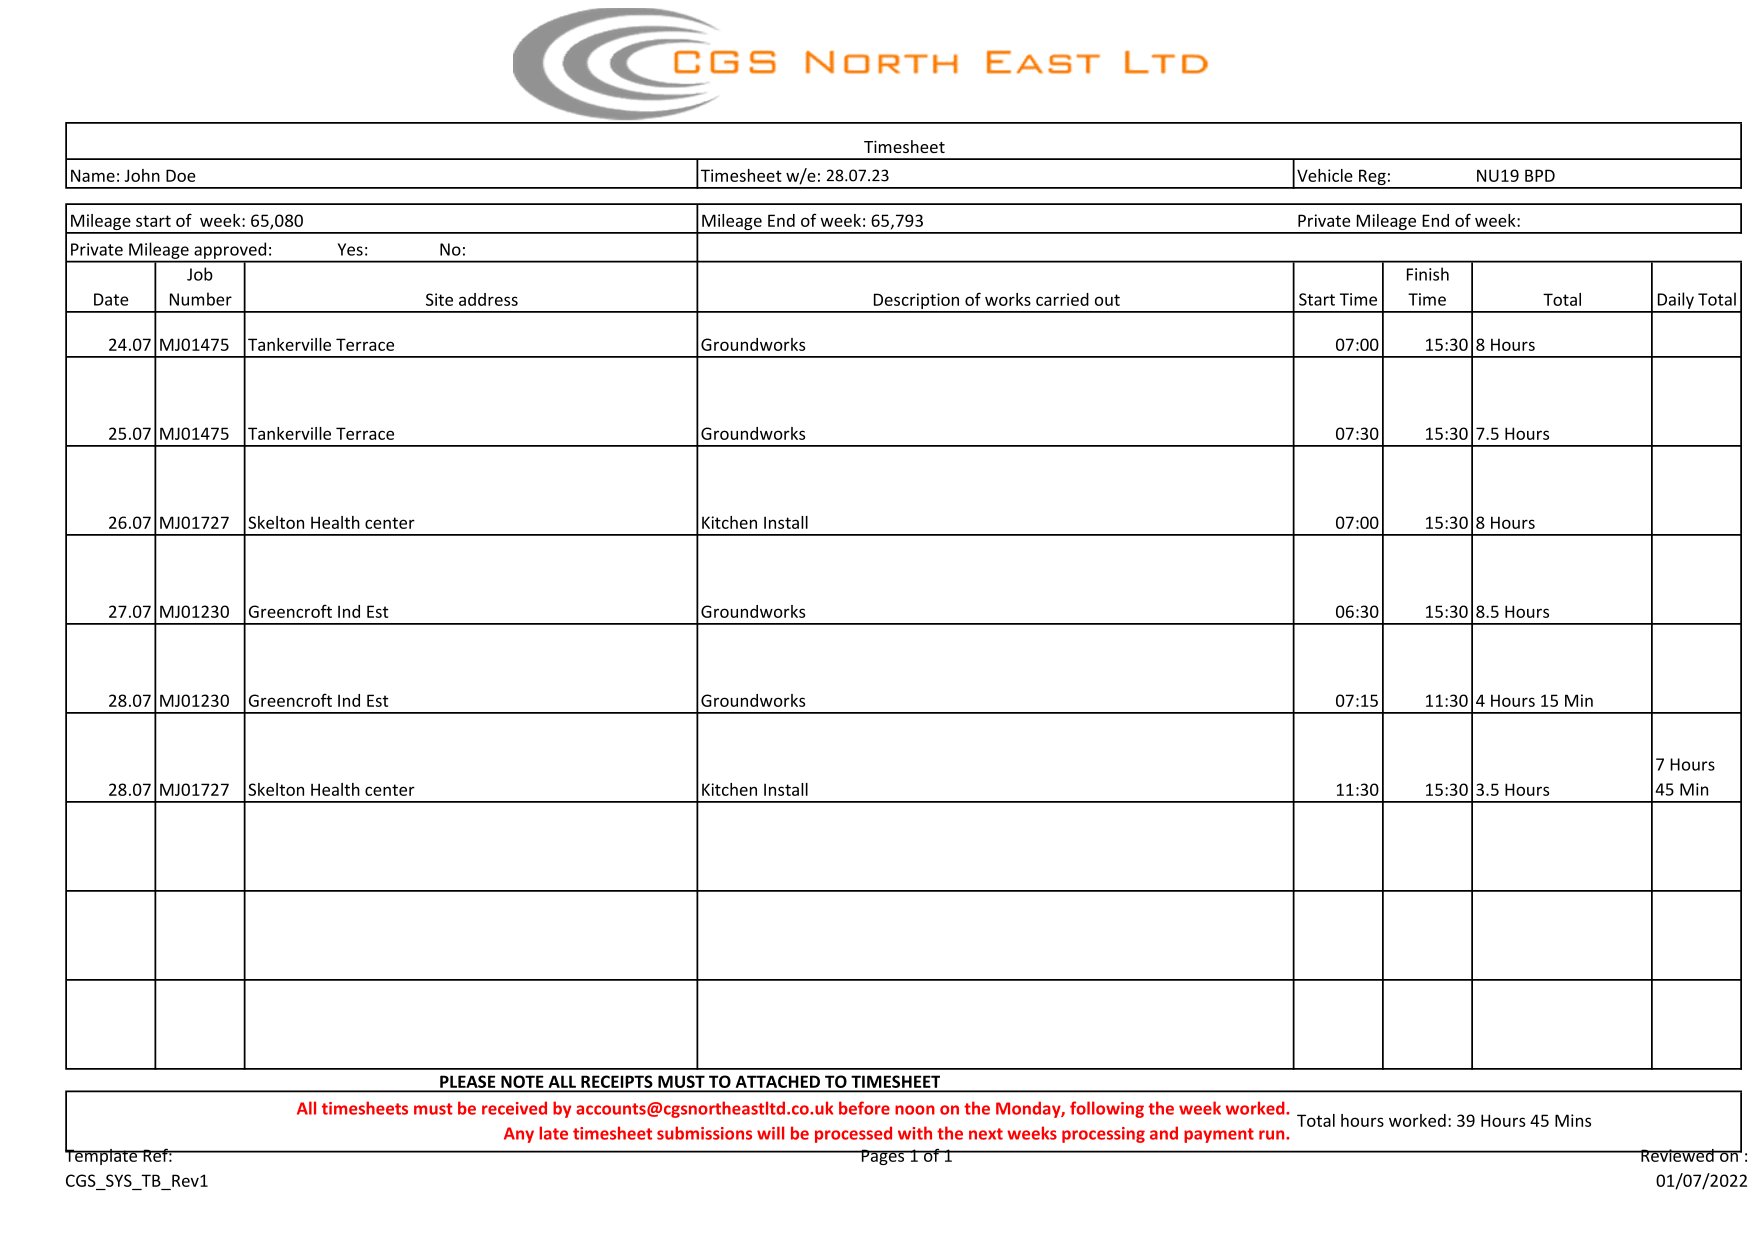 CGS NORTH EAST LTD
Timesheet
Name: John Doe Timesheet w/e: 28.07.23 Vehicle Reg: NU19 BPD
Mileage start of  week: 65,080 Mileage End of week: 65,793 Private Mileage End of week:
Private Mileage approved: Yes: No:
Date Job Number Site address Description of works carried out Start Time Finish Time Total Daily Total
24.07 MJ01475 Tankerville Terrace Groundworks 07:00 15:30 8 Hours
25.07 MJ01475 Tankerville Terrace Groundworks 07:30 15:30 7.5 Hours
26.07 MJ01727 Skelton Health center Kitchen Install 07:00 15:30 8 Hours
27.07 MJ01230 Greencroft Ind Est Groundworks 06:30 15:30 8.5 Hours
28.07 MJ01230 Greencroft Ind Est Groundworks 07:15 11:30 4 Hours 15 Min
28.07 MJ01727 Skelton Health center Kitchen Install 11:30 15:30 3.5 Hours 7 Hours 45 Min
PLEASE NOTE ALL RECEIPTS MUST TO ATTACHED TO TIMESHEET
All timesheets must be received by accounts@cgsnortheastltd.co.uk before noon on the Monday, following the week worked.
Any late timesheet submissions will be processed with the next weeks processing and payment run.
Total hours worked: 39 Hours 45 Mins
Template Ref: Pages 1 of 1 Reviewed on :
CGS_SYS_TB_Rev1 01/07/2022